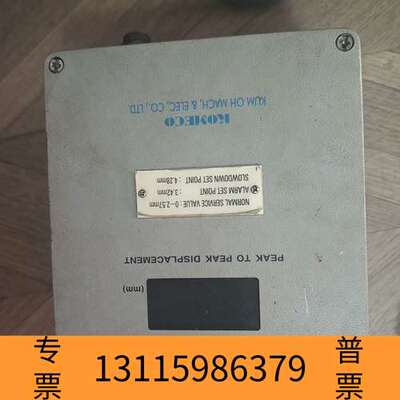 KOMECO
KUM OH MACH, & ELEC, CO., LTD.
NORMAL SERVICE VALUE : 0~2.57mm
ALARM SET POINT : 3.42mm
SLOWDOWN SET POINT : 4.28mm
PEAK TO PEAK DISPLACEMENT
(mm)
专票
13115986379
普票